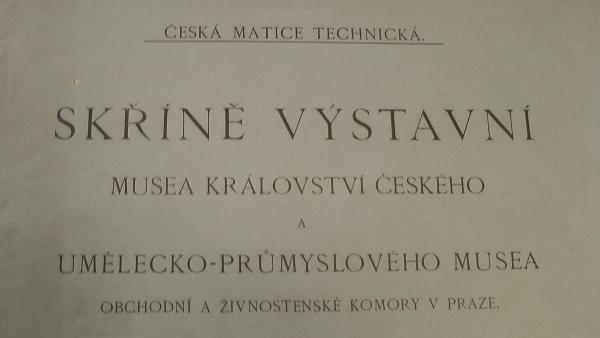 ČESKÁ MATICE TECHNICKÁ.
SKŘÍNĚ VÝSTAVNÍ
MUSEA KRÁLOVSTVÍ ČESKÉHO
A
UMĚLECKO-PRŮMYSLOVÉHO MUSEA
OBCHODNÍ A ŽIVNOSTENSKÉ KOMORY V PRAZE.